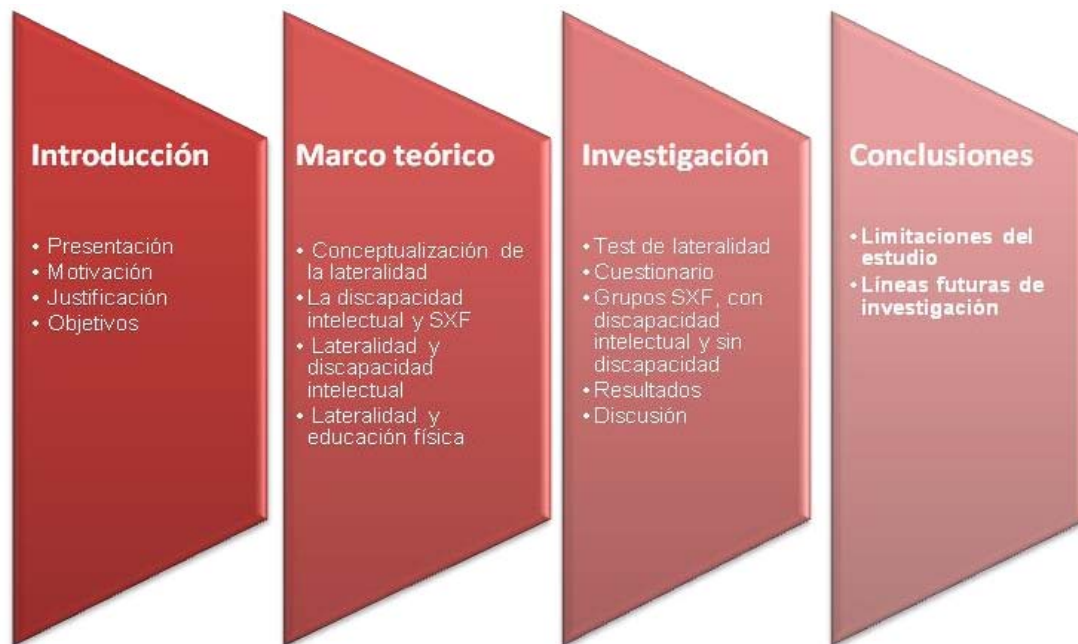 Introducción
• Presentación
• Motivación
• Justificación
• Objetivos
Marco teórico
• Conceptualización de
la lateralidad
• La discapacidad
intelectual y SXF
• Lateralidad y
discapacidad
intelectual
• Lateralidad y
educación física
Investigación
• Test de lateralidad
• Cuestionario
• Grupos SXF, con
discapacidad
intelectual y sin
discapacidad
• Resultados
• Discusión
Conclusiones
• Limitaciones del
estudio
• Líneas futuras de
investigación